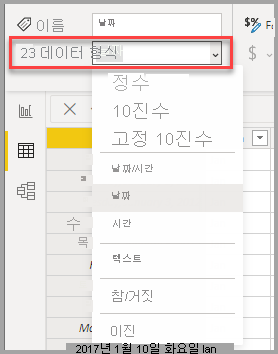 이름
날짜
$%
Fo
23 데이터 형식
$
정수
10진수
고정 10진수
날짜/시간
날짜
시간
수
목
텍스트
참/거짓
이진
Mo
2017년 1월 10일 화요일 Ian